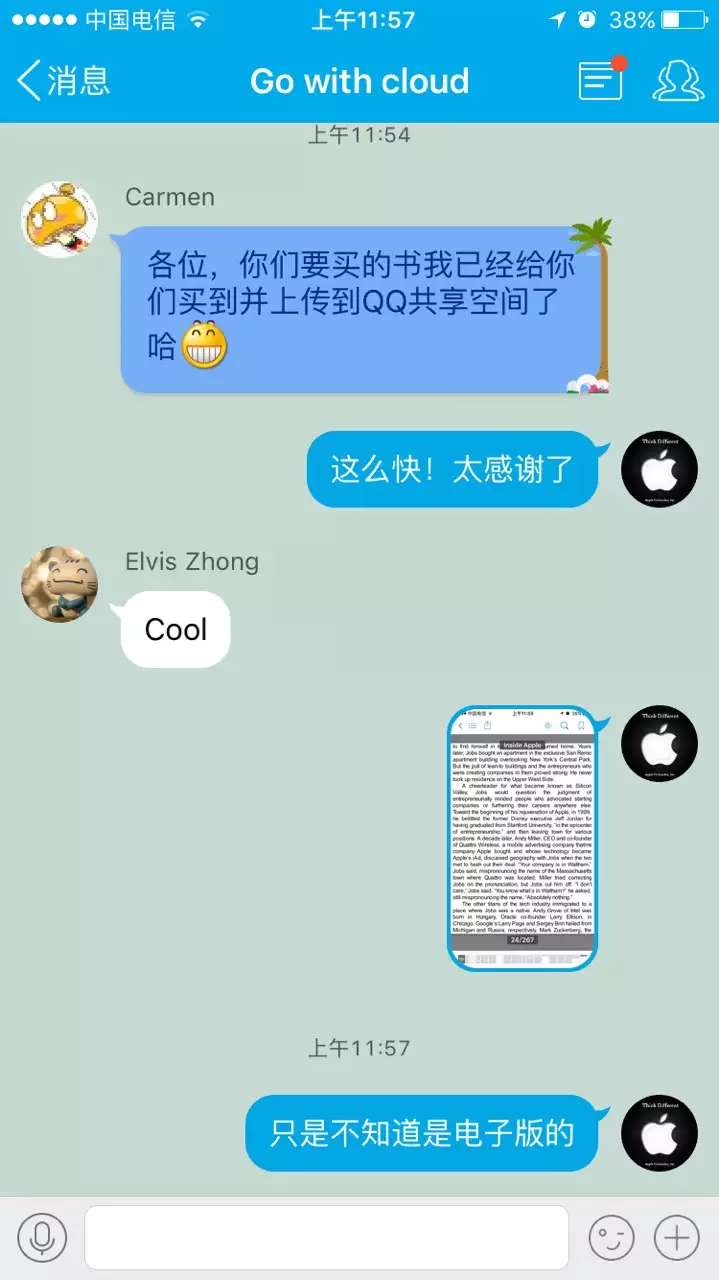 中国电信 上午11:57 38%
消息 Go with cloud
上午11:54
Carmen
各位，你们要买的书我已经给你
们买到并上传到QQ共享空间了
哈
这么快！太感谢了
Think Different
Elvis Zhong
Cool
Think Different
Inside Apple
later, Jobs bought an apartment in the exclusive San Remo
apartment building overlooking New York's Central Park.
But the pull of learn-to buildings and the entrepreneurs who
were creating companies in them proved strong: He never
took up residence on the Upper West Side.
A cheerleader for what became known as Silicon
Valley, Jobs would question the judgment of
entrepreneurially minded people who advocated starting
companies or furthering their careers anywhere else.
Toward the beginning of his rejuvenation of Apple, in 1999,
he belittled the former Disney executive Jeff Jordan for
having graduated from Stanford University, "in the epicenter
of entrepreneurship," and then leaving town for various
positions. A decade later, Andy Miller, CEO and co-founder
of Quattro Wireless, a mobile advertising company that/me
company Apple bought and whose technology became
Apple's iAd, discussed geography with Jobs when the two
met to hash out their deal. "Your company is in Waltham,"
Jobs said, mispronouncing the name of the Massachusetts
town where Quattro was located. Miller tried correcting
Jobs on the pronunciation, but Jobs cut him off. "I don't
care," Jobs said. "You know what's in Waltham?" he asked,
still mispronouncing the name. "Absolutely nothing."
The other titans of the tech industry immigrated to a
place where Jobs was a native. Andy Grove of Intel was
born in Hungary, Oracle co-founder Larry Ellison, in
Chicago. Google's Larry Page and Sergey Brin hailed from
Michigan and Russia, respectively. Mark Zuckerberg, the
24/267
上午11:57
只是不知道是电子版的
Think Different